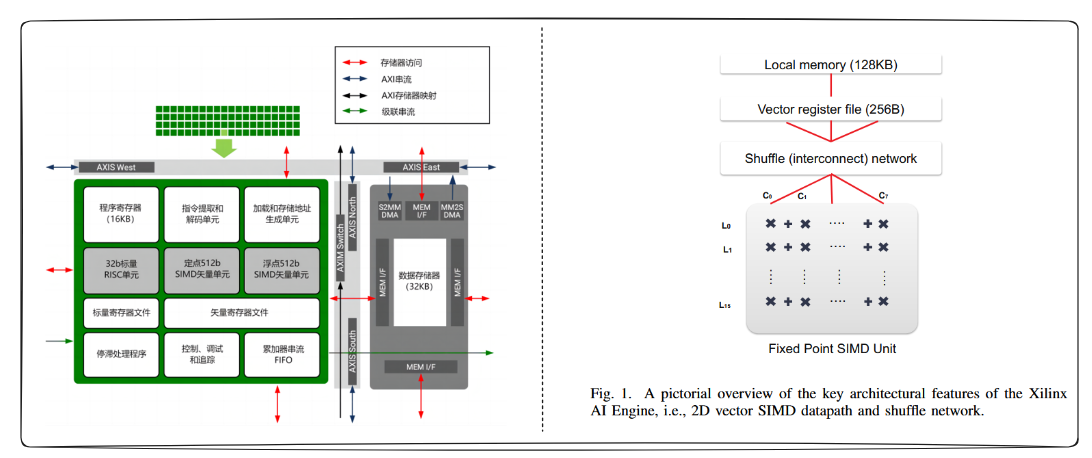 存储器访问
AXI串流
AXI存储器映射
级联串流
AXIS West
AXIS East
程序寄存器
(16KB)
指令提取和
解码单元
加载和存储地址
生成单元
32b标量
RISC单元
定点512b
SIMD矢量单元
浮点512b
SIMD矢量单元
标量寄存器文件
矢量寄存器文件
停滞处理程序
控制、调试
和追踪
累加器串流
FIFO
AXIM Switch
AXIS North
AXIS South
S2MM
DMA
MEM
I/F
MM2S
DMA
MEM I/F
数据存储器
(32KB)
MEM I/F
MEM I/F
Local memory (128KB)
Vector register file (256B)
Shuffle (interconnect) network
C₀ C₁ C₇
L₀
L₁
L₁₅
Fixed Point SIMD Unit
Fig. 1. A pictorial overview of the key architectural features of the Xilinx
AI Engine, i.e., 2D vector SIMD datapath and shuffle network.